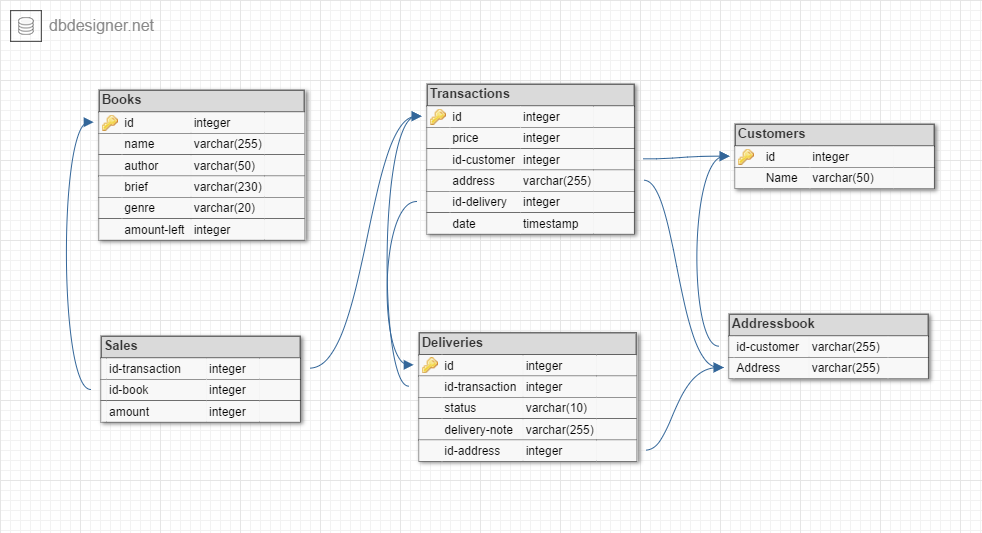 dbdesigner.net
Books
id integer
name varchar(255)
author varchar(50)
brief varchar(230)
genre varchar(20)
amount-left integer
Transactions
id integer
price integer
id-customer integer
address varchar(255)
id-delivery integer
date timestamp
Customers
id integer
Name varchar(50)
Sales
id-transaction integer
id-book integer
amount integer
Deliveries
id integer
id-transaction integer
status varchar(10)
delivery-note varchar(255)
id-address integer
Addressbook
id-customer varchar(255)
Address varchar(255)